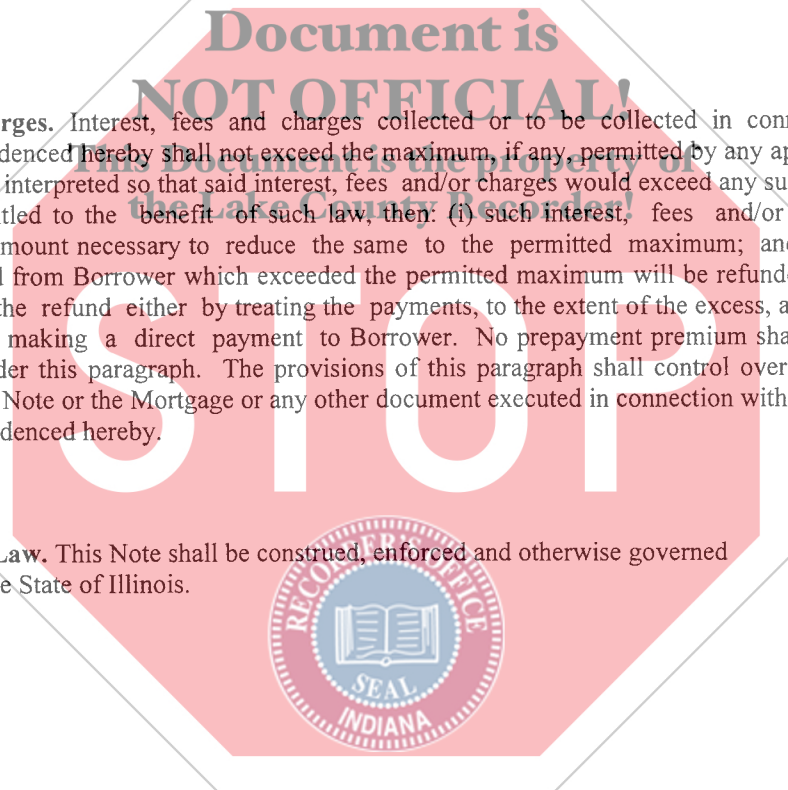 Document is
NOT OFFICIAL!
rges. Interest, fees and charges collected or to be collected in con
denced hereby shall not exceed the maximum, if any, permitted by any ap
This Document is the property of
interpreted so that said interest, fees and/or charges would exceed any su
the Lake County Recorder!
tled to the benefit of such law, then: (i) such interest, fees and/or
mount necessary to reduce the same to the permitted maximum; an
from Borrower which exceeded the permitted maximum will be refund
the refund either by treating the payments, to the extent of the excess, a
making a direct payment to Borrower. No prepayment premium sha
der this paragraph. The provisions of this paragraph shall control over
Note or the Mortgage or any other document executed in connection with
denced hereby.
STOP
Law. This Note shall be construed, enforced and otherwise governed
e State of Illinois.
RECORDER'S OFFICE
SEAL
INDIANA